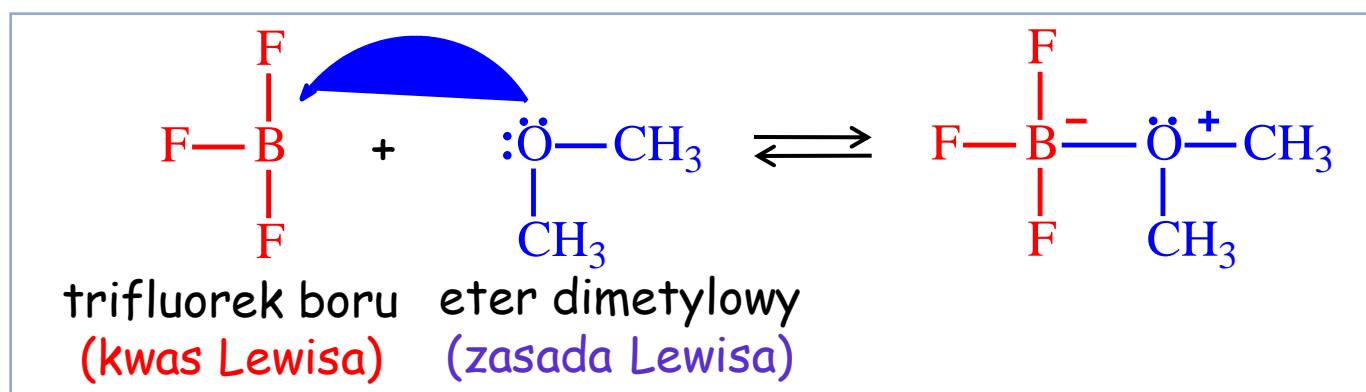 F F
F—B + :O—CH₃ ⇌ F—B⁻—O⁺—CH₃
F CH₃ F CH₃
trifluorek boru eter dimetylowy
(kwas Lewisa) (zasada Lewisa)